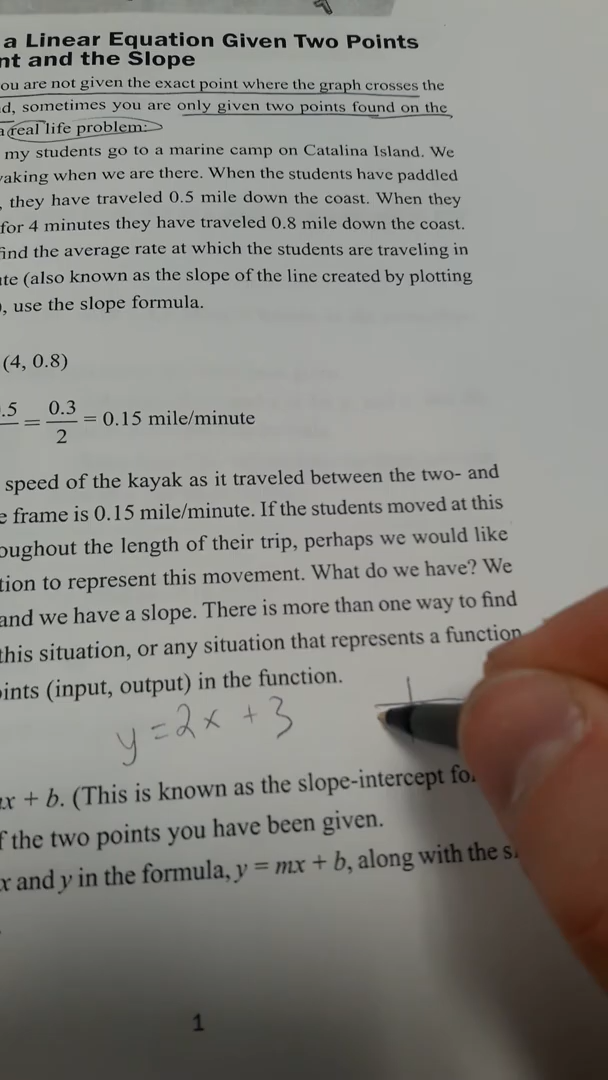 a Linear Equation Given Two Points
nt and the Slope
ou are not given the exact point where the graph crosses the
d, sometimes you are only given two points found on the
a real life problem:
my students go to a marine camp on Catalina Island. We
aking when we are there. When the students have paddled
, they have traveled 0.5 mile down the coast. When they
for 4 minutes they have traveled 0.8 mile down the coast.
find the average rate at which the students are traveling in
te (also known as the slope of the line created by plotting
), use the slope formula.
(4, 0.8)
.5 = 0.3/2 = 0.15 mile/minute
speed of the kayak as it traveled between the two- and
e frame is 0.15 mile/minute. If the students moved at this
oughout the length of their trip, perhaps we would like
tion to represent this movement. What do we have? We
and we have a slope. There is more than one way to find
this situation, or any situation that represents a function
oints (input, output) in the function.
y = 2x + 3
x + b. (This is known as the slope-intercept fo
f the two points you have been given.
x and y in the formula, y = mx + b, along with the s
1